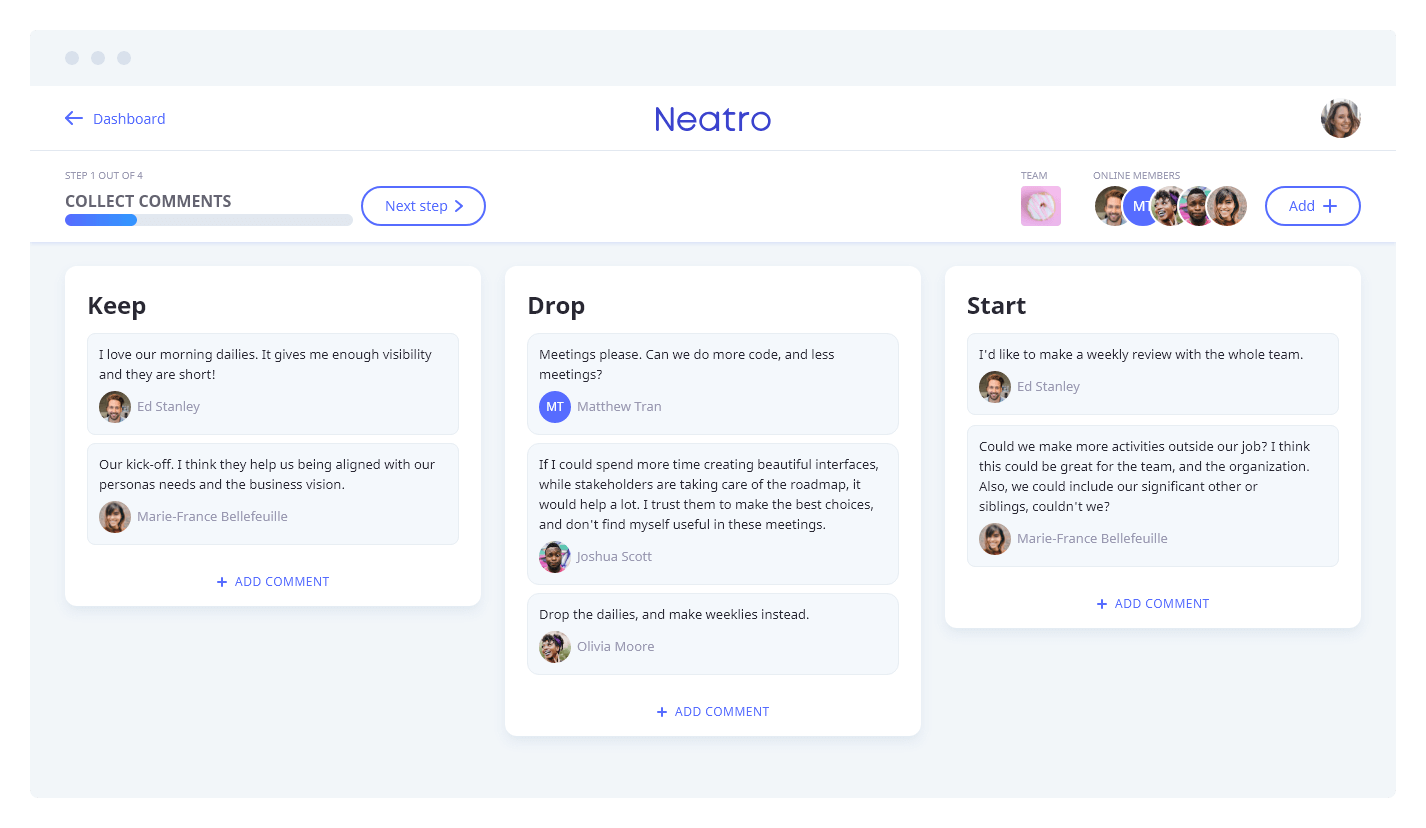 Dashboard
Neatro
STEP 1 OUT OF 4
COLLECT COMMENTS
Next step
TEAM
ONLINE MEMBERS
MT
Add
Keep
I love our morning dailies. It gives me enough visibility
and they are short!
Ed Stanley
Our kick-off. I think they help us being aligned with our
personas needs and the business vision.
Marie-France Bellefeuille
+ ADD COMMENT
Drop
Meetings please. Can we do more code, and less
meetings?
MT Matthew Tran
If I could spend more time creating beautiful interfaces,
while stakeholders are taking care of the roadmap, it
would help a lot. I trust them to make the best choices,
and don't find myself useful in these meetings.
Joshua Scott
Drop the dailies, and make weeklies instead.
Olivia Moore
+ ADD COMMENT
Start
I'd like to make a weekly review with the whole team.
Ed Stanley
Could we make more activities outside our job? I think
this could be great for the team, and the organization.
Also, we could include our significant other or
siblings, couldn't we?
Marie-France Bellefeuille
+ ADD COMMENT